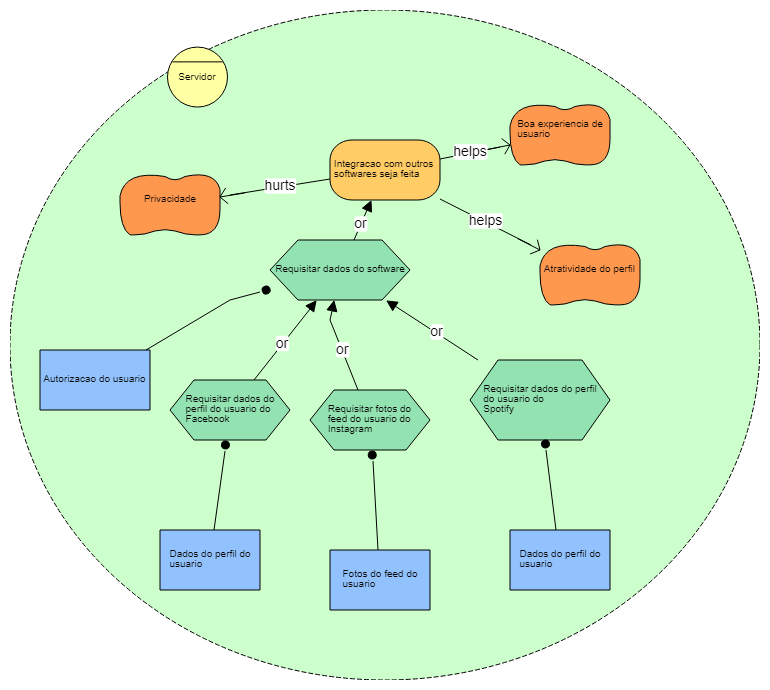 Servidor
Boa experiencia de
usuario
helps
Integracao com outros
softwares seja feita
hurts
Privacidade
helps
or
Requisitar dados do software
Atratividade do perfil
or
or
or
Autorizacao do usuario
Requisitar dados do
perfil do usuario do
Facebook
Requisitar fotos do
feed do usuario do
Instagram
Requisitar dados do perfil
do usuario do
Spotify
Dados do perfil do
usuario
Fotos do feed do
usuario
Dados do perfil do
usuario